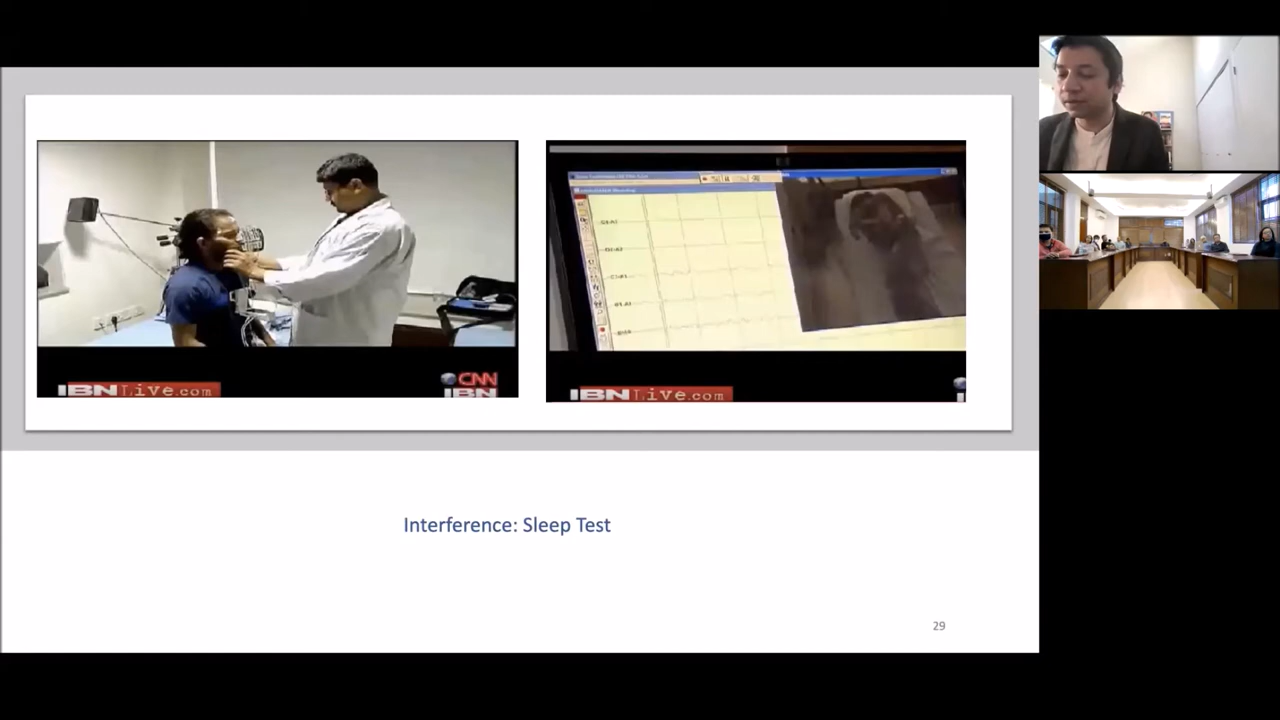 IBNLive.com
CNN
IBN
IBNLive.com
Interference: Sleep Test
29